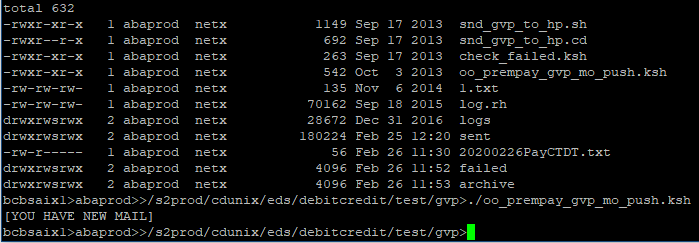 total 632
-rwxr-xr-x 1 abaprod netx 1149 Sep 17 2013 snd_gvp_to_hp.sh
-rwxr-xr-x 1 abaprod netx 692 Sep 17 2013 snd_gvp_to_hp.cd
-rwxr-xr-x 1 abaprod netx 263 Sep 17 2013 check_failed.ksh
-rwxr-xr-x 1 abaprod netx 542 Oct 3 2013 oo_prempay_gvp_mo_push.ksh
-rw-rw-rw- 1 abaprod netx 135 Nov 6 2014 1.txt
-rw-rw-rw- 1 abaprod netx 70162 Sep 18 2015 log.rh
drwxrwsrwx 2 abaprod netx 28672 Dec 31 2016 logs
drwxrwsrwx 2 abaprod netx 180224 Feb 25 12:20 sent
-rw-r----- 1 abaprod netx 56 Feb 26 11:30 20200226PayCTDT.txt
drwxrwsrwx 2 abaprod netx 4096 Feb 26 11:52 failed
drwxrwsrwx 2 abaprod netx 4096 Feb 26 11:53 archive
bcbsaix1>abaprod>>/s2prod/cdunix/eds/debitcredit/test/gvp>./oo_prempay_gvp_mo_push.ksh
[YOU HAVE NEW MAIL]
bcbsaix1>abaprod>>/s2prod/cdunix/eds/debitcredit/test/gvp>